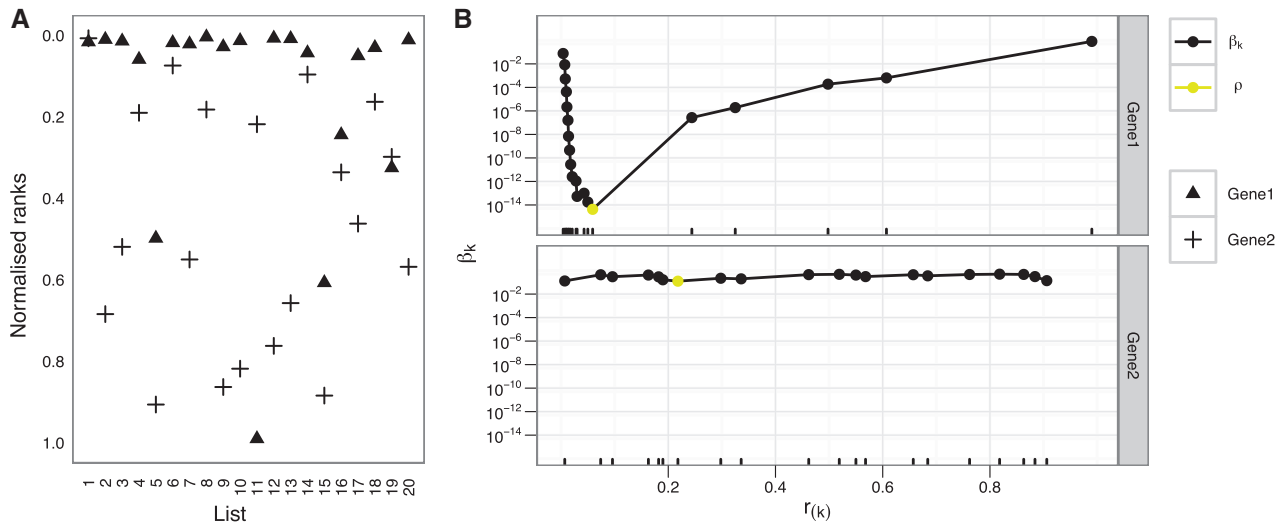 A
0.0
0.2
0.4
0.6
0.8
1.0
Normalised ranks
1 2 3 4 5 6 7 8 9 10 11 12 13 14 15 16 17 18 19 20
List
B
10⁻²
10⁻⁴
10⁻⁶
10⁻⁸
10⁻¹⁰
10⁻¹²
10⁻¹⁴
Gene1
βₖ
10⁻²
10⁻⁴
10⁻⁶
10⁻⁸
10⁻¹⁰
10⁻¹²
10⁻¹⁴
Gene2
0.2 0.4 0.6 0.8
r₍ₖ₎
βₖ
ρ
Gene1
Gene2